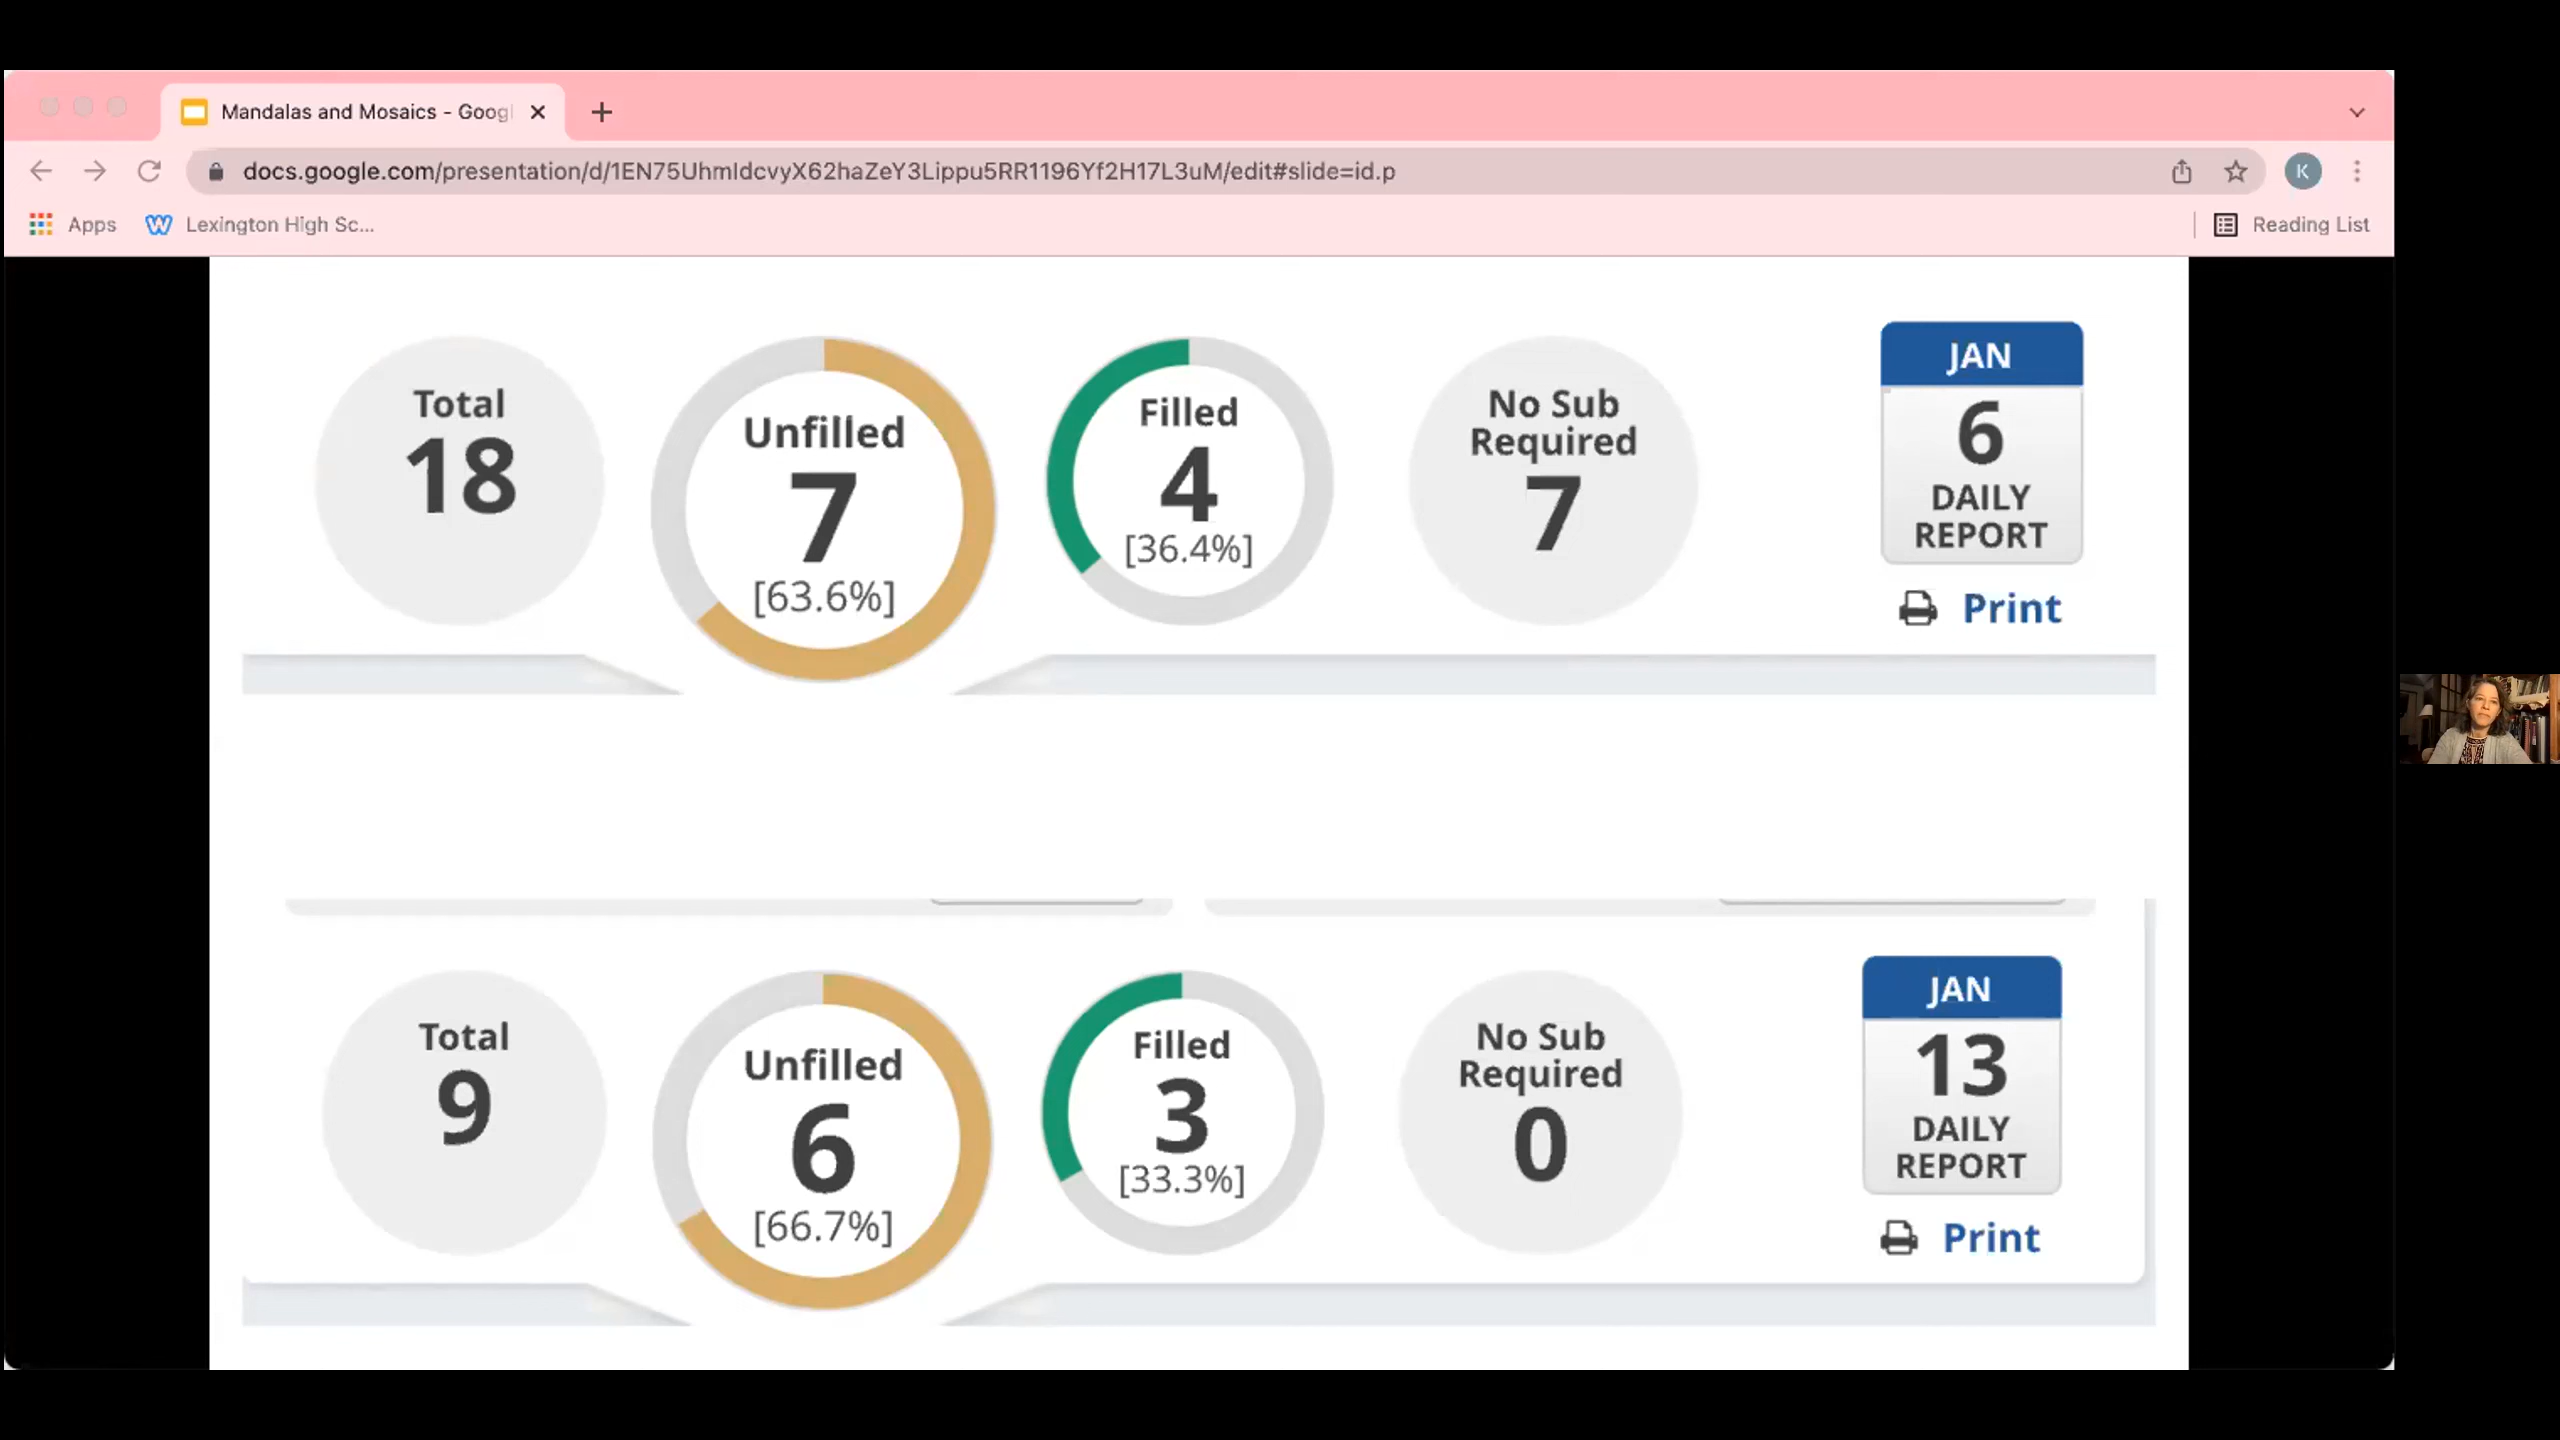 Mandalas and Mosaics - Googl
docs.google.com/presentation/d/1EN75UhmIdcvyX62haZeY3Lippu5RR1196Yf2H17L3uM/edit#slide=id.p
K
Apps
Lexington High Sc...
Reading List
Total
18
Unfilled
7
[63.6%]
Filled
4
[36.4%]
No Sub
Required
7
JAN
6
DAILY
REPORT
Print
Total
9
Unfilled
6
[66.7%]
Filled
3
[33.3%]
No Sub
Required
0
JAN
13
DAILY
REPORT
Print